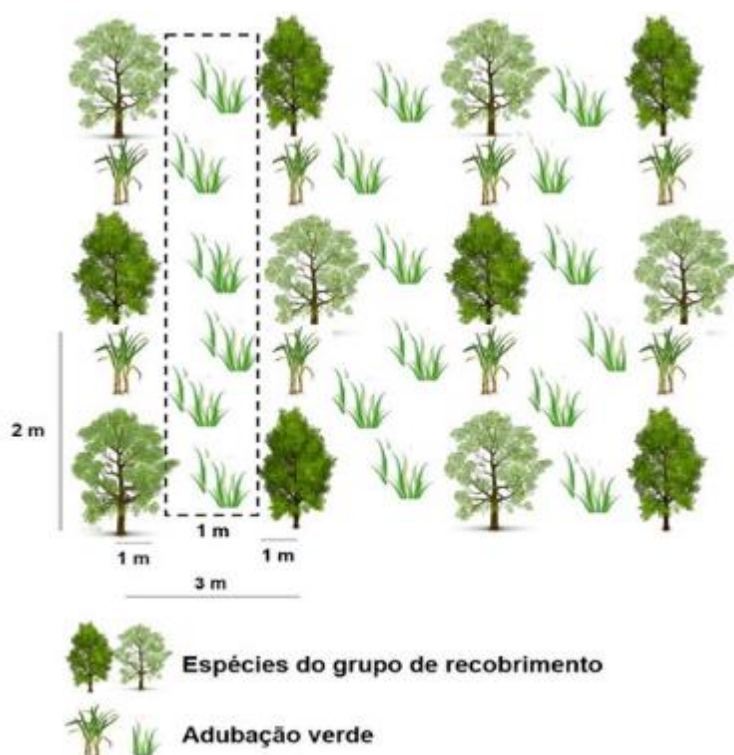 2 m
1 m
1 m
1 m
3 m
Espécies do grupo de recobrimento
Adubação verde